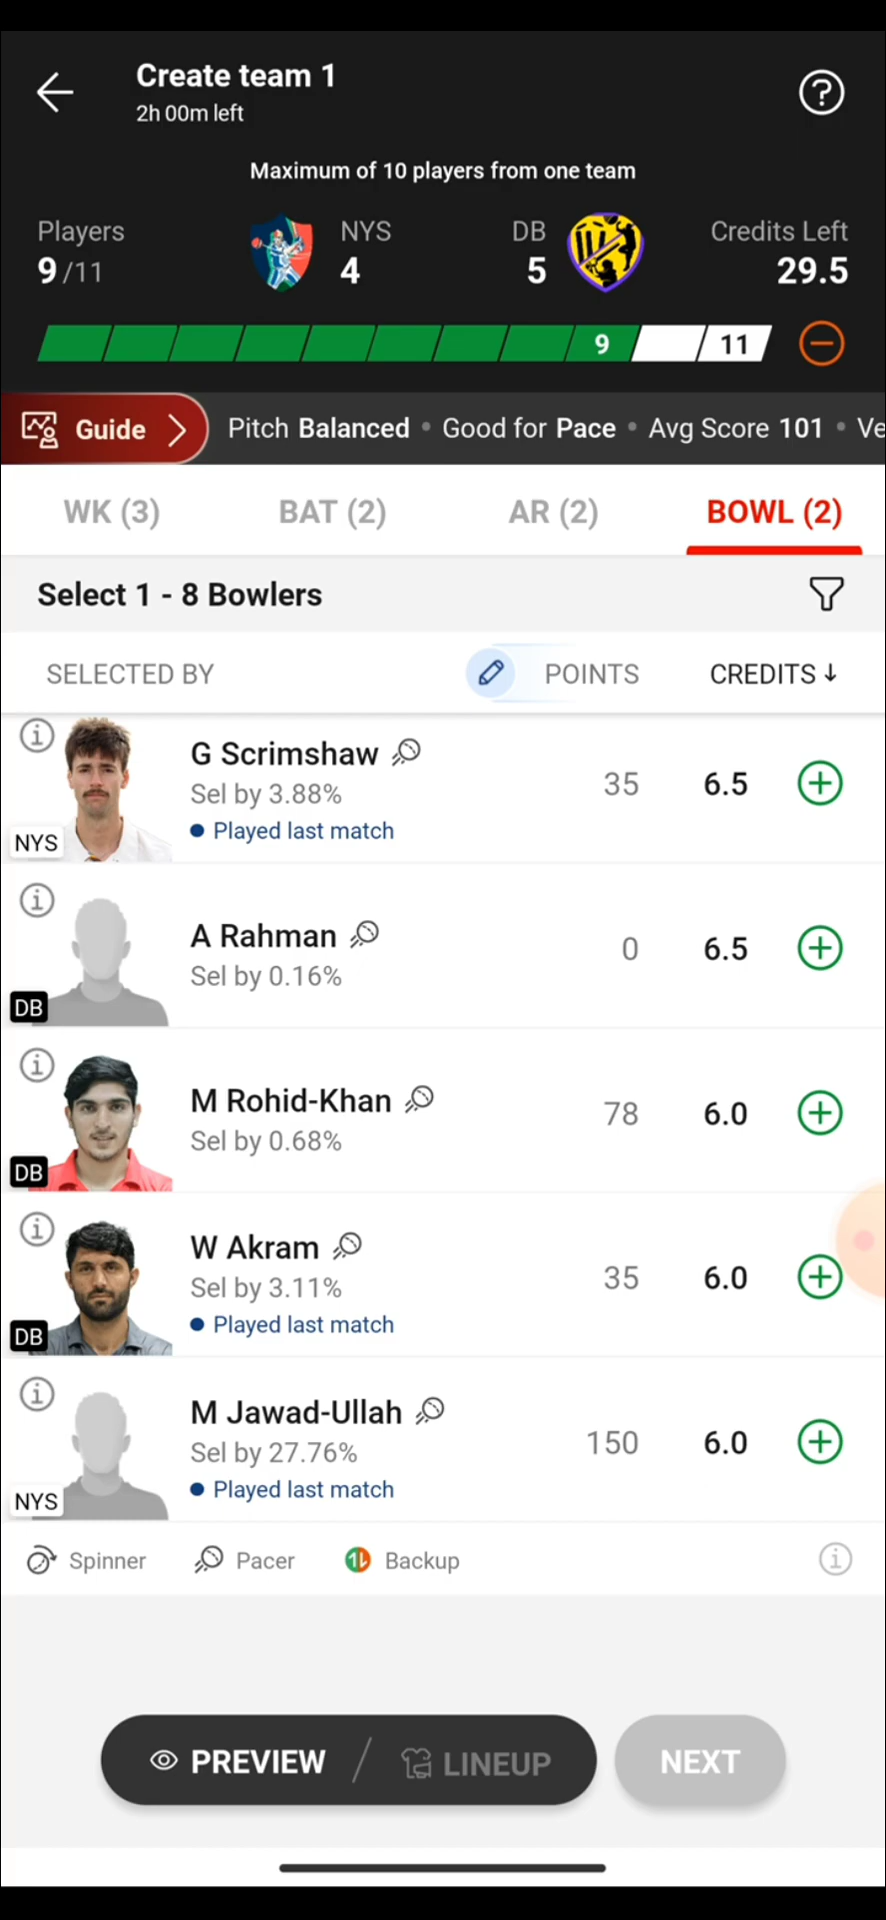 Create team 1
2h 00m left
Maximum of 10 players from one team
Players NYS DB Credits Left
9/11 4 5 29.5
9 11
Guide Pitch Balanced • Good for Pace • Avg Score 101 • Ve
WK (3) BAT (2) AR (2) BOWL (2)
Select 1 - 8 Bowlers
SELECTED BY POINTS CREDITS ↓
G Scrimshaw
Sel by 3.88% 35 6.5
Played last match
NYS
A Rahman
Sel by 0.16% 0 6.5
DB
M Rohid-Khan
Sel by 0.68% 78 6.0
DB
W Akram
Sel by 3.11% 35 6.0
Played last match
DB
M Jawad-Ullah
Sel by 27.76% 150 6.0
Played last match
NYS
Spinner Pacer Backup
PREVIEW / LINEUP NEXT